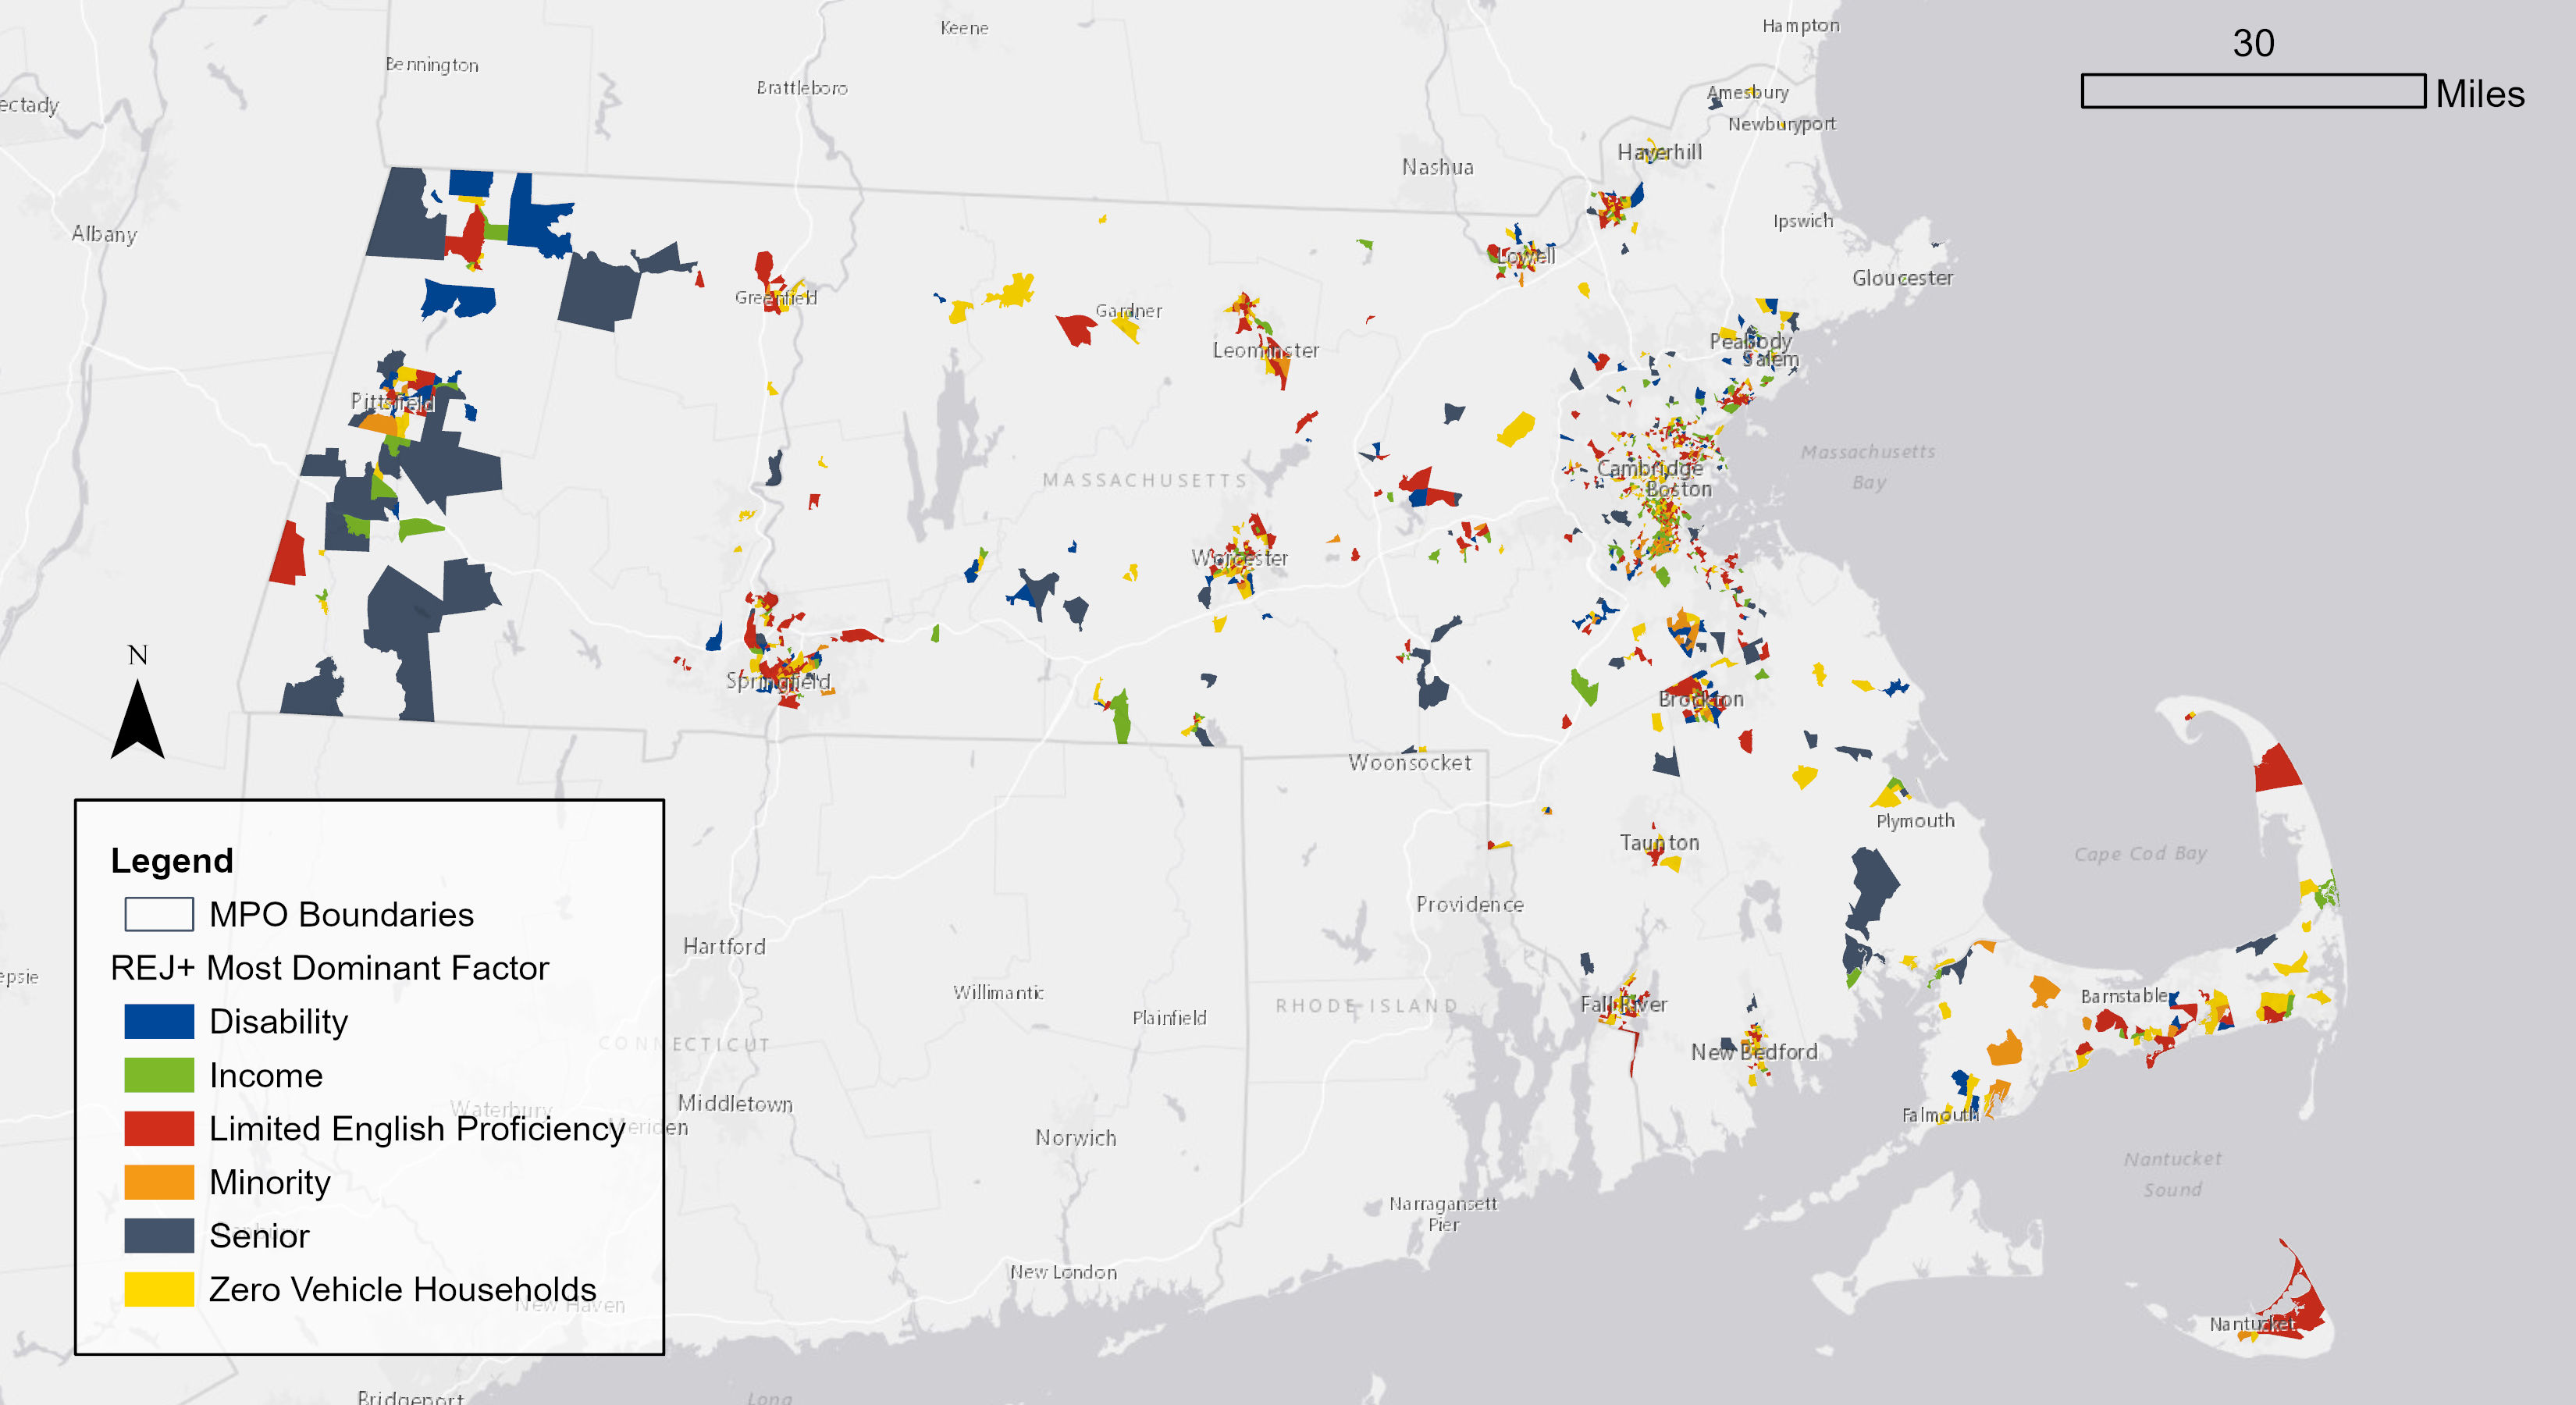 Keene
Hampton
30
Bennington
Brattleboro
Amesbury
Miles
ectady
Newburyport
Haverhill
Nashua
Ipswich
Albany
Lowell
Gloucester
Greenfield
Gardner
Peabody
Salem
Leominster
Pittsfield
Massachusetts
Bay
Cambridge
MASSACHUSETTS
Boston
Worcester
N
Springfield
Brockton
Woonsocket
Plymouth
Taunton
Cape Cod Bay
Legend
MPO Boundaries
REJ+ Most Dominant Factor
Disability
Income
Limited English Proficiency
Minority
Senior
Zero Vehicle Households
Providence
Hartford
epsie
Willimantic
Fall River
RHODE ISLAND
Barnstable
Plainfield
CONNECTICUT
New Bedford
Waterbury
Middletown
Meriden
Falmouth
Norwich
Nantucket
Sound
Narragansett
Pier
New London
New Haven
Nantucket
Bridgeport
Long